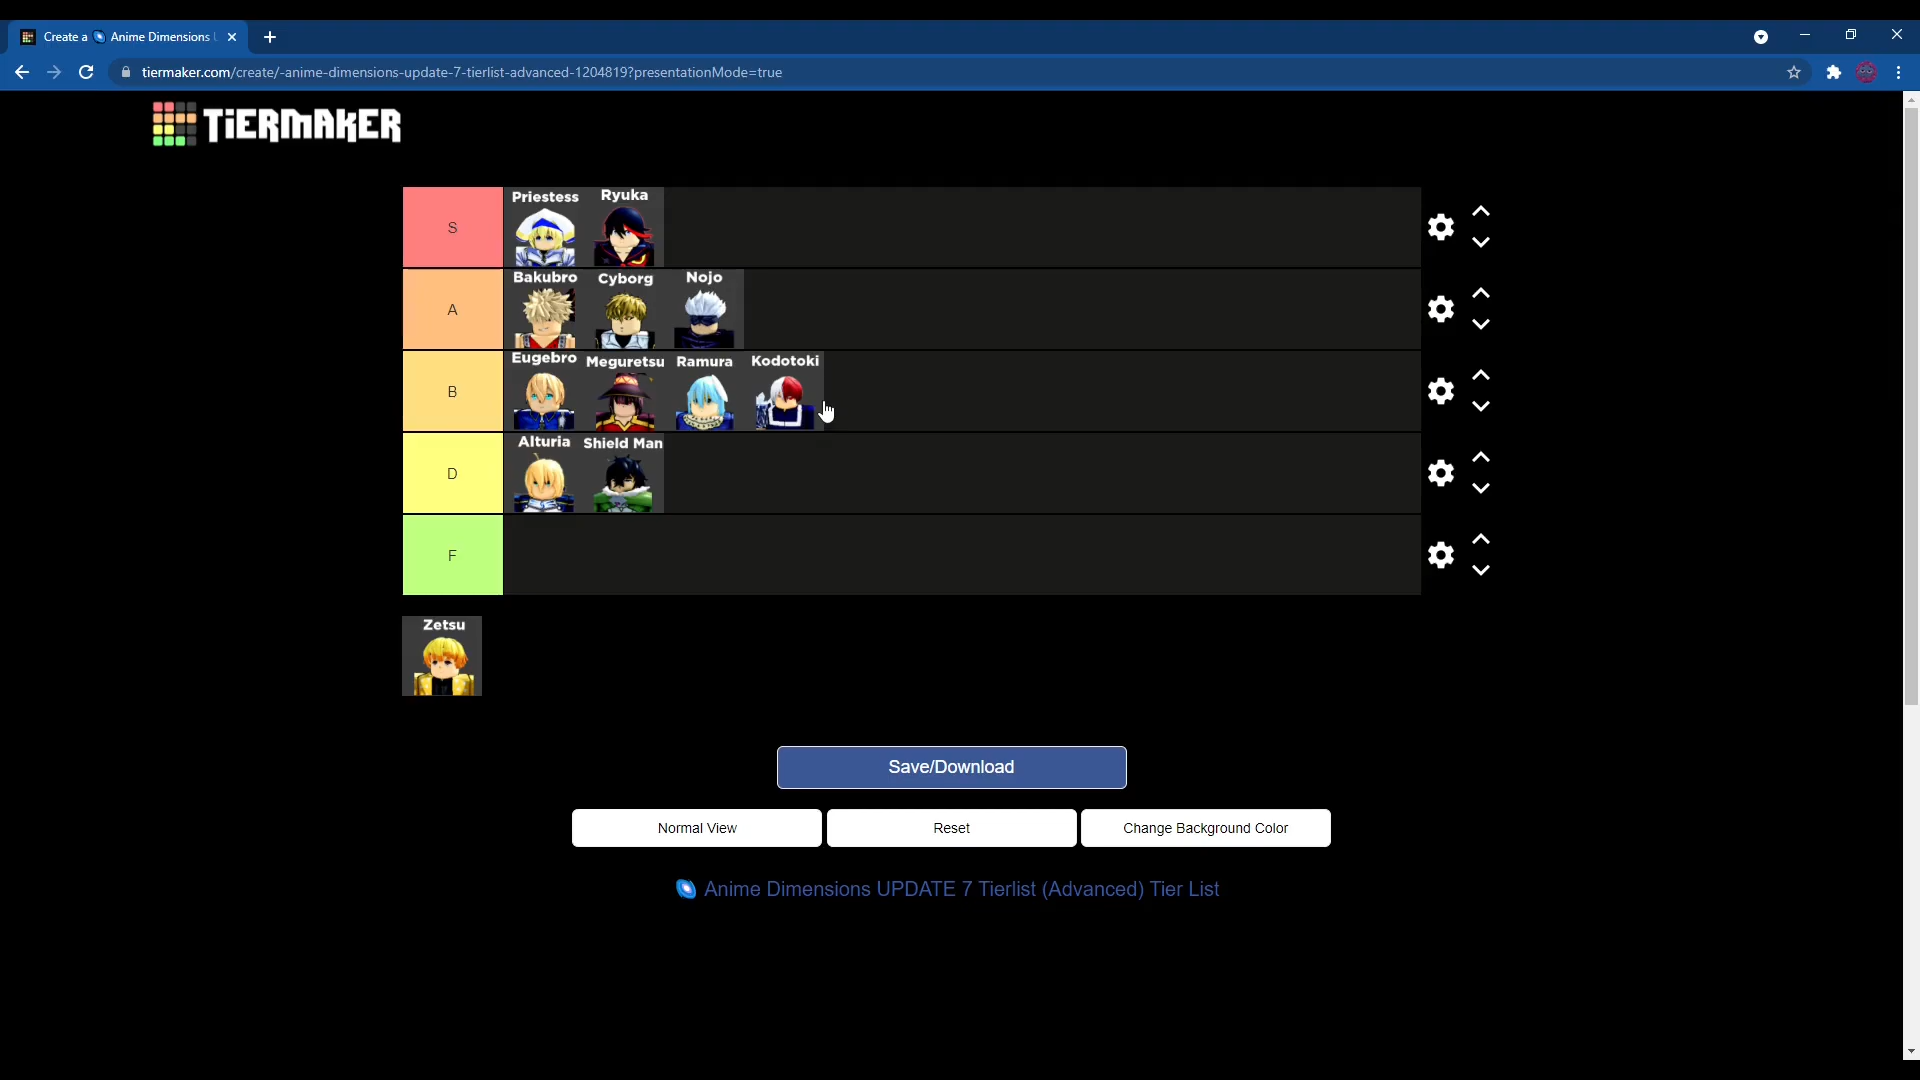 Create a Anime Dimensions
tiermaker.com/create/-anime-dimensions-update-7-tierlist-advanced-1204819?presentationMode=true
TIERMAKER
S
Priestess
Ryuka
A
Bakubro
Cyborg
Nojo
B
Eugebro
Meguretsu
Ramura
Kodotoki
D
Alturia
Shield Man
F
Zetsu
Save/Download
Normal View
Reset
Change Background Color
Anime Dimensions UPDATE 7 Tierlist (Advanced) Tier List